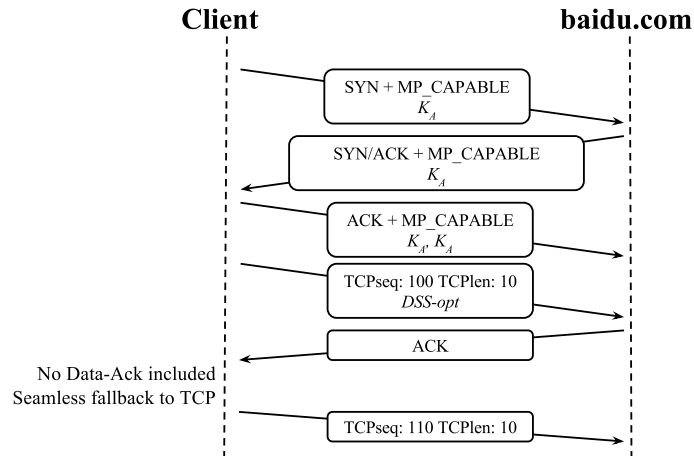 Client
baidu.com
SYN + MP_CAPABLE
K_A
SYN/ACK + MP_CAPABLE
K_A
ACK + MP_CAPABLE
K_A, K_A
TCPseq: 100 TCPlen: 10
DSS-opt
ACK
No Data-Ack included
Seamless fallback to TCP
TCPseq: 110 TCPlen: 10